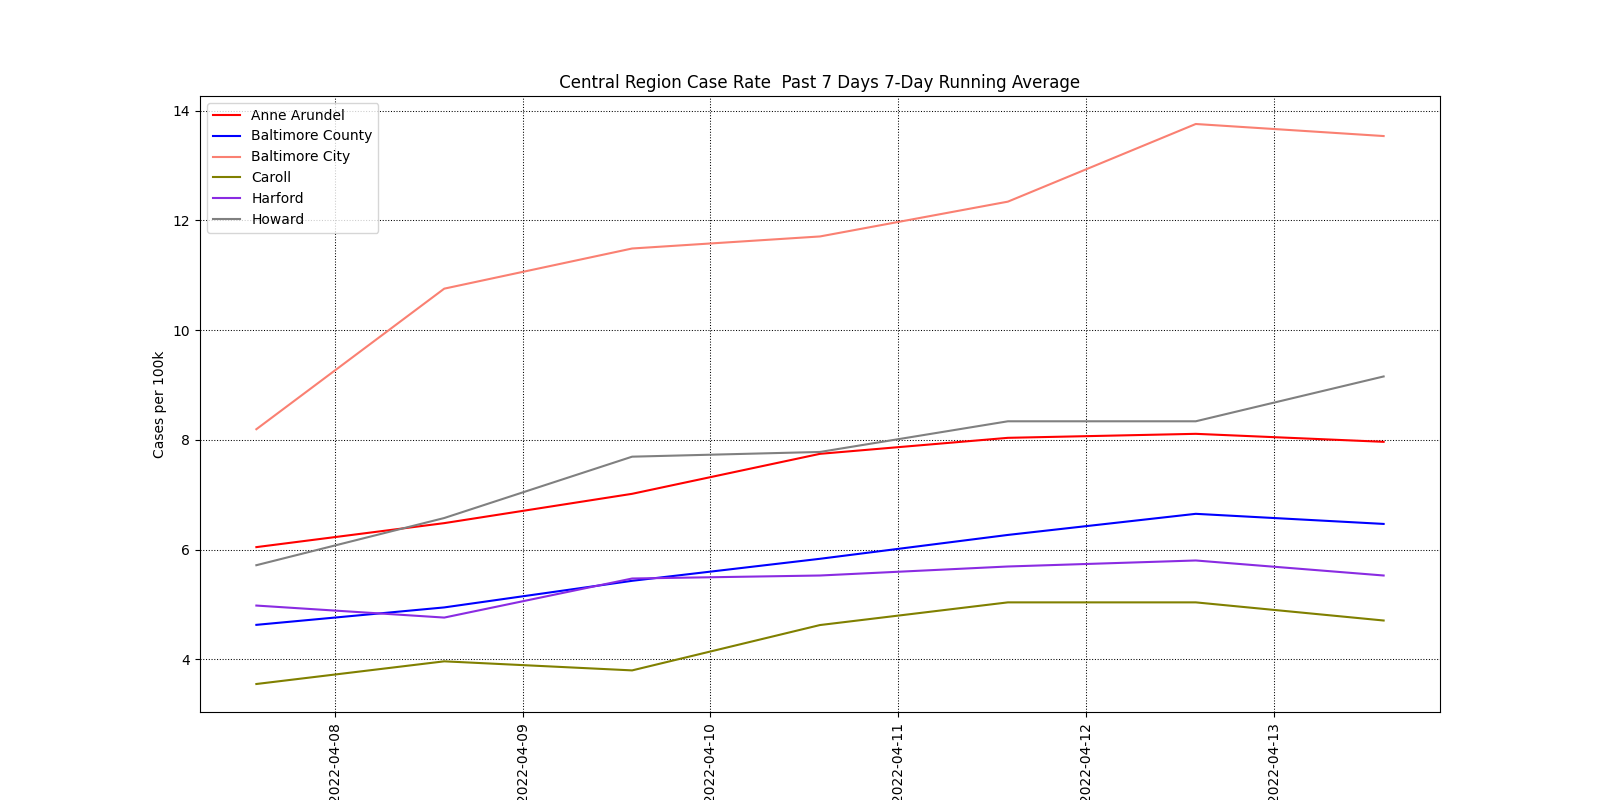 Central Region Case Rate  Past 7 Days 7-Day Running Average
Anne Arundel
Baltimore County
Baltimore City
Caroll
Harford
Howard
Cases per 100k
14
12
10
8
6
4
2022-04-08
2022-04-09
2022-04-10
2022-04-11
2022-04-12
2022-04-13